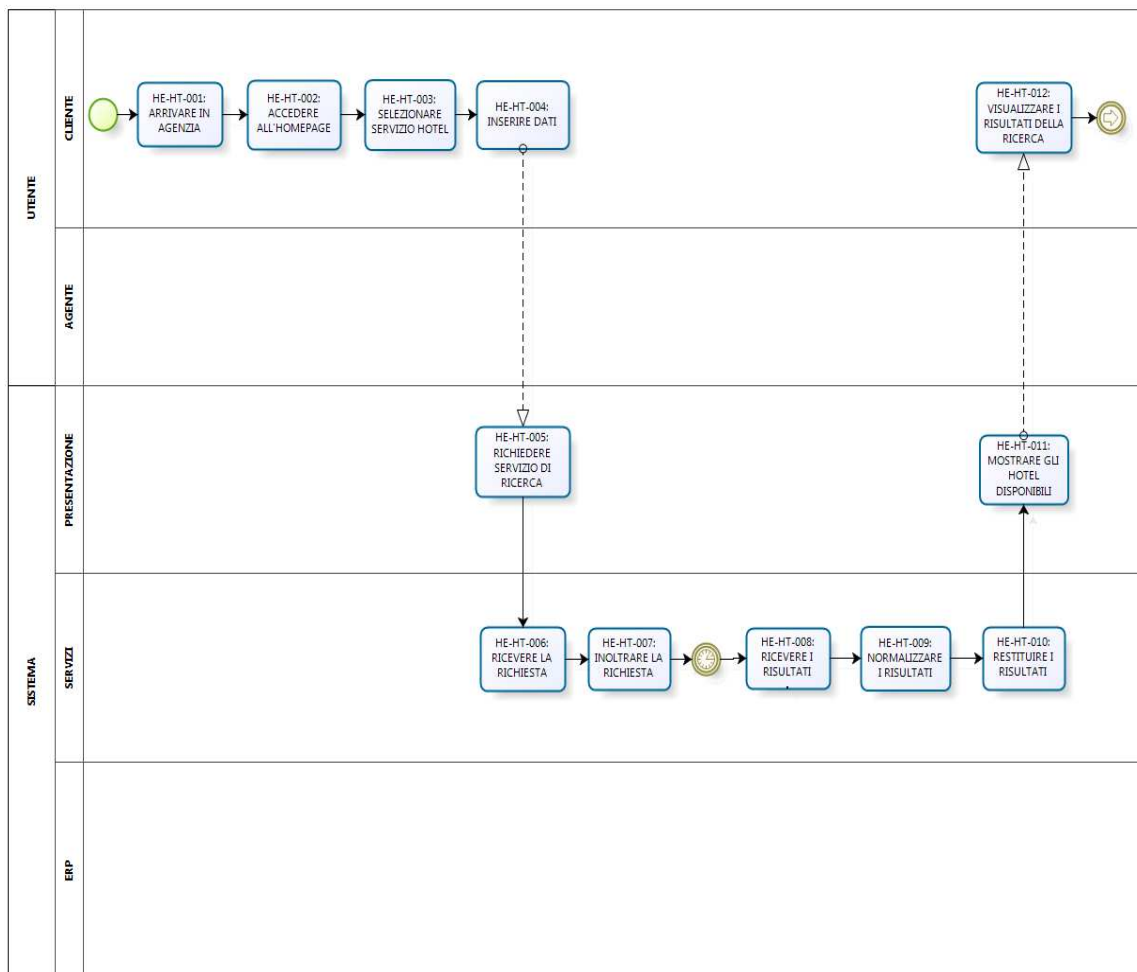 UTENTE
CLIENTE
HE-HT-001:
ARRIVARE IN
AGENZIA
HE-HT-002:
ACCEDERE
ALL'HOMEPAGE
HE-HT-003:
SELEZIONARE
SERVIZIO HOTEL
HE-HT-004:
INSERIRE DATI
HE-HT-012:
VISUALIZZARE I
RISULTATI DELLA
RICERCA
AGENTE
SISTEMA
PRESENTAZIONE
HE-HT-005:
RICHIEDERE
SERVIZIO DI
RICERCA
HE-HT-011:
MOSTRARE GLI
HOTEL
DISPONIBILI
SERVIZI
HE-HT-006:
RICEVERE LA
RICHIESTA
HE-HT-007:
INOLTRARE LA
RICHIESTA
HE-HT-008:
RICEVERE I
RISULTATI
HE-HT-009:
NORMALIZZARE
I RISULTATI
HE-HT-010:
RESTITUIRE I
RISULTATI
ERP